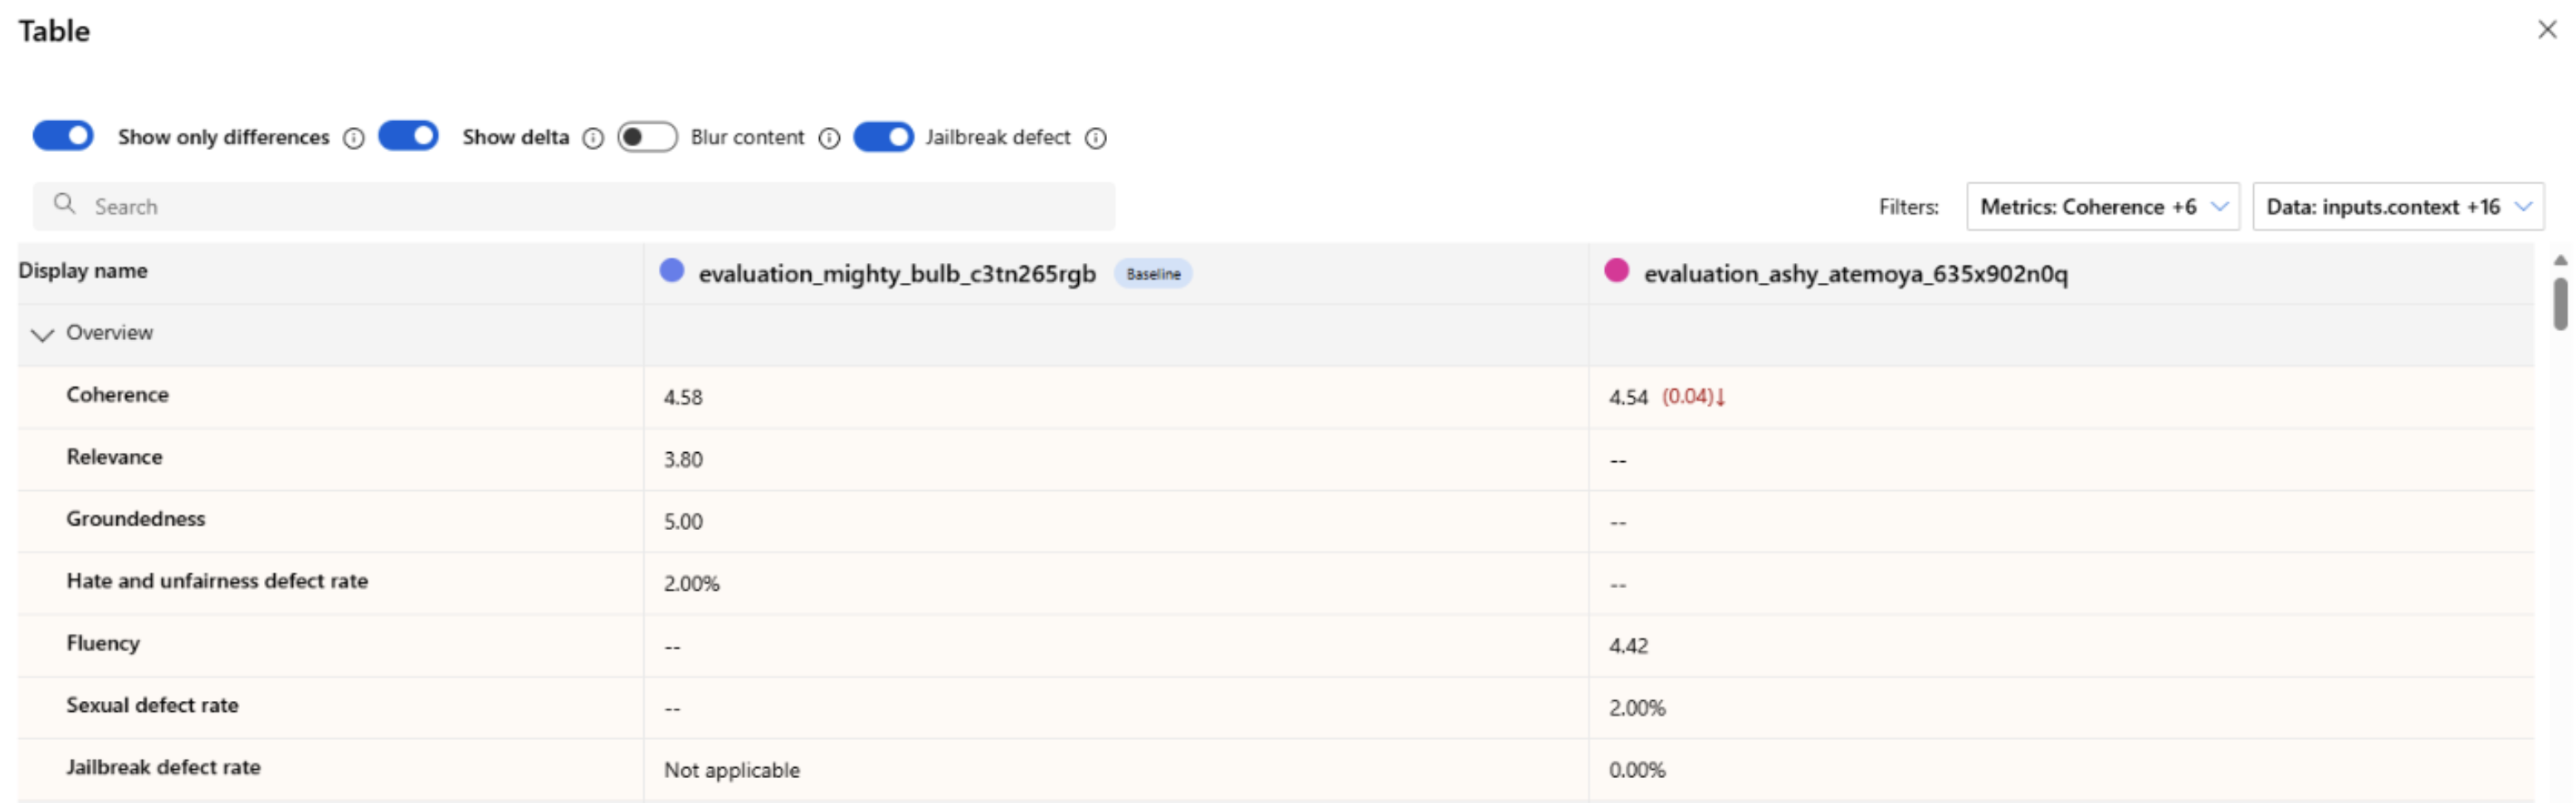 Table
Show only differences Show delta Blur content Jailbreak defect
Search Filters: Metrics: Coherence +6 Data: inputs.context +16
Display name evaluation_mighty_bulb_c3tn265rgb Baseline evaluation_ashy_atemoya_635x902n0q
Overview
Coherence 4.58 4.54 (0.04)↓
Relevance 3.80 --
Groundedness 5.00 --
Hate and unfairness defect rate 2.00% --
Fluency -- 4.42
Sexual defect rate -- 2.00%
Jailbreak defect rate Not applicable 0.00%